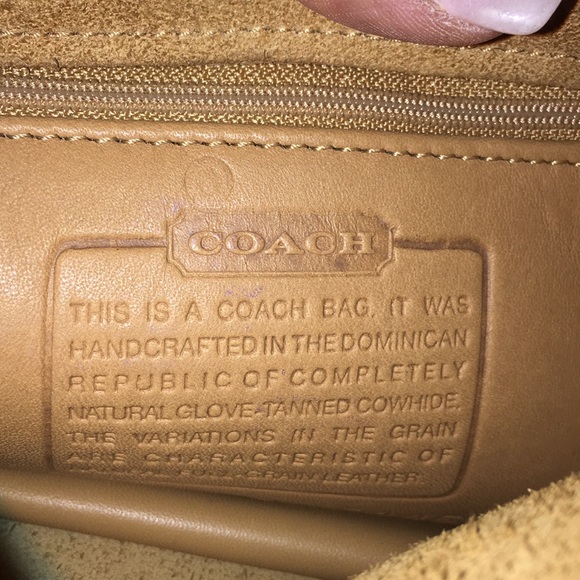 COACH
THIS IS A COACH BAG. IT WAS
HANDCRAFTED IN THE DOMINICAN
REPUBLIC OF COMPLETELY
NATURAL GLOVE-TANNED COWHIDE.
THE VARIATIONS IN THE GRAIN
ARE CHARACTERISTIC OF
FULL GRAIN LEATHER.